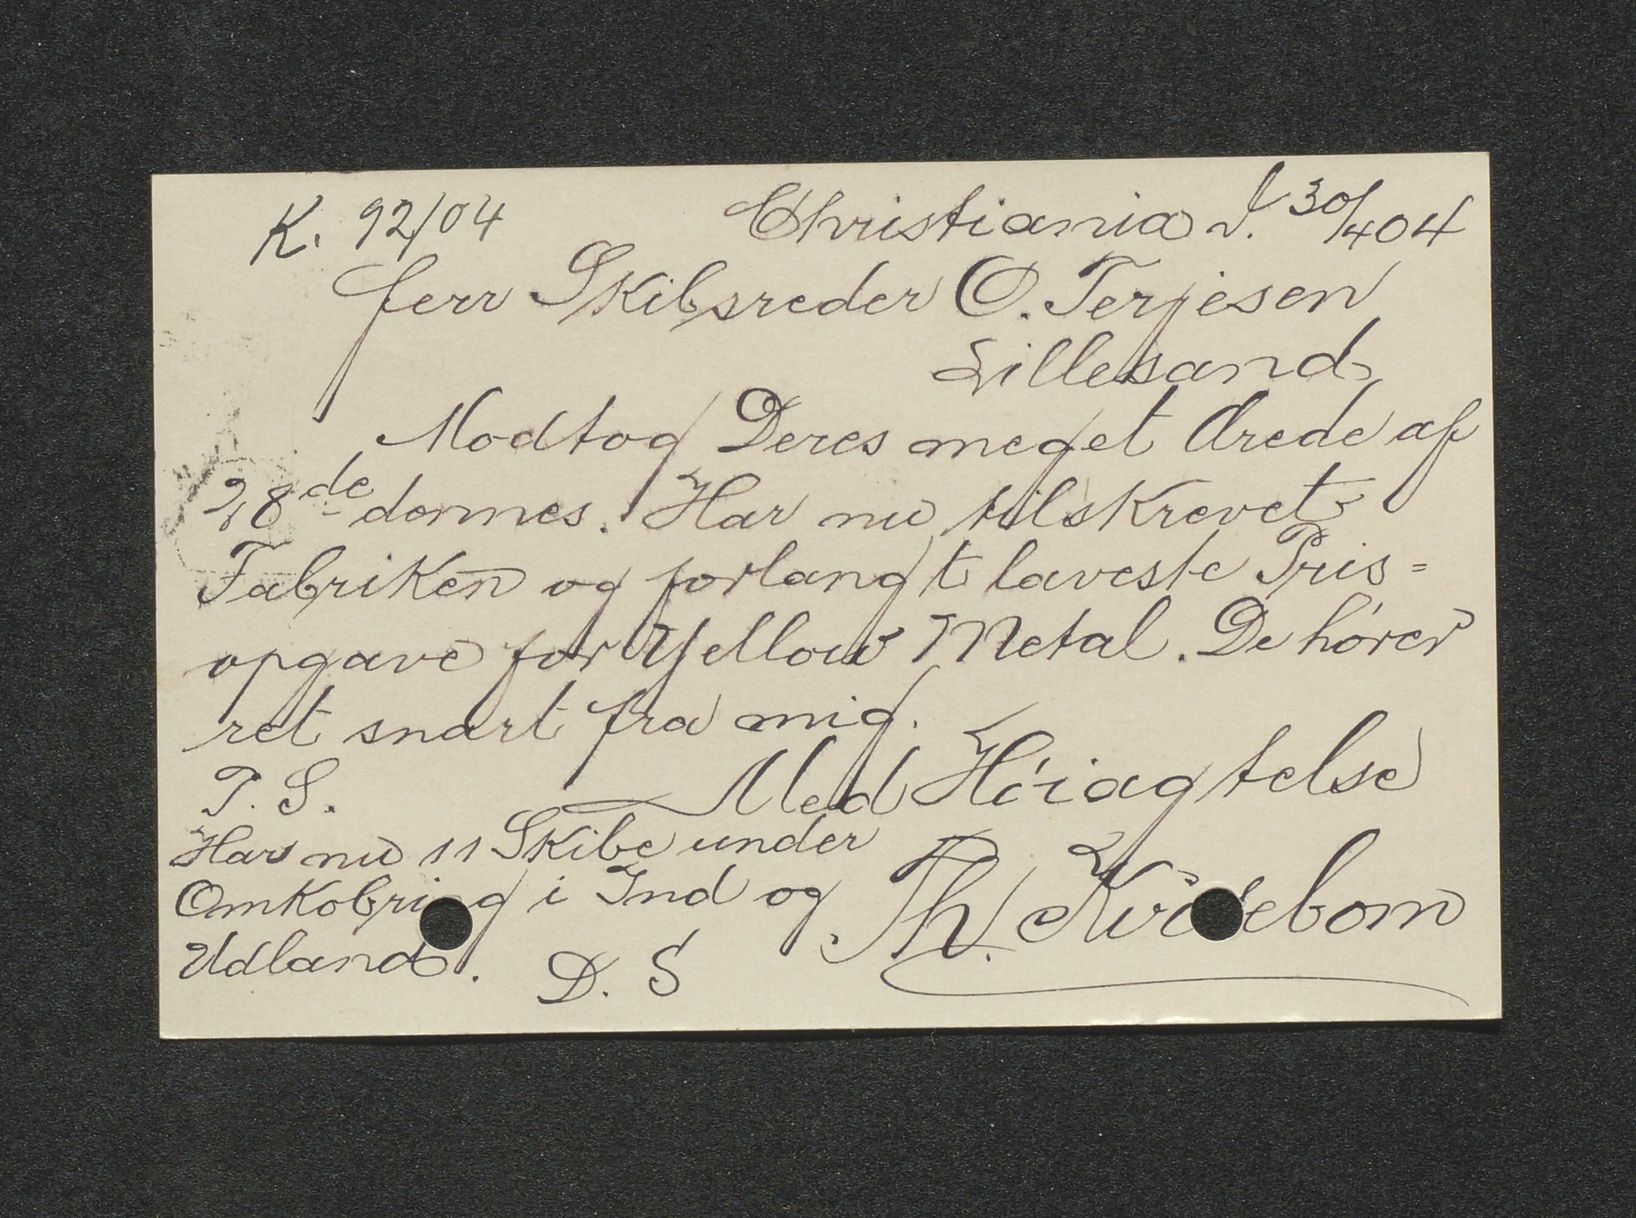 K. 92/04 Christiania d. 30/4 04
Herr Skibsreder O. Terjesen
Lillesand
Modtog Deres meget Ærede af
28de dennes. Har nu tilskrevet
Fabriken og forlangt laveste Pris=
opgave for Yellow Metal. De hører
ret snart fra mig.
Med Høiagtelse
Th. Kvisebom
P. S.
Har nu 11 Skibe under
Omkobring i Ind og
Udland. D. S